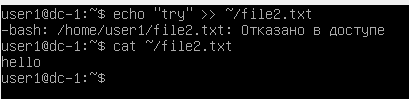 user1@dc-1:~$ echo "try" >> ~/file2.txt
-bash: /home/user1/file2.txt: Отказано в доступе
user1@dc-1:~$ cat ~/file2.txt
hello
user1@dc-1:~$